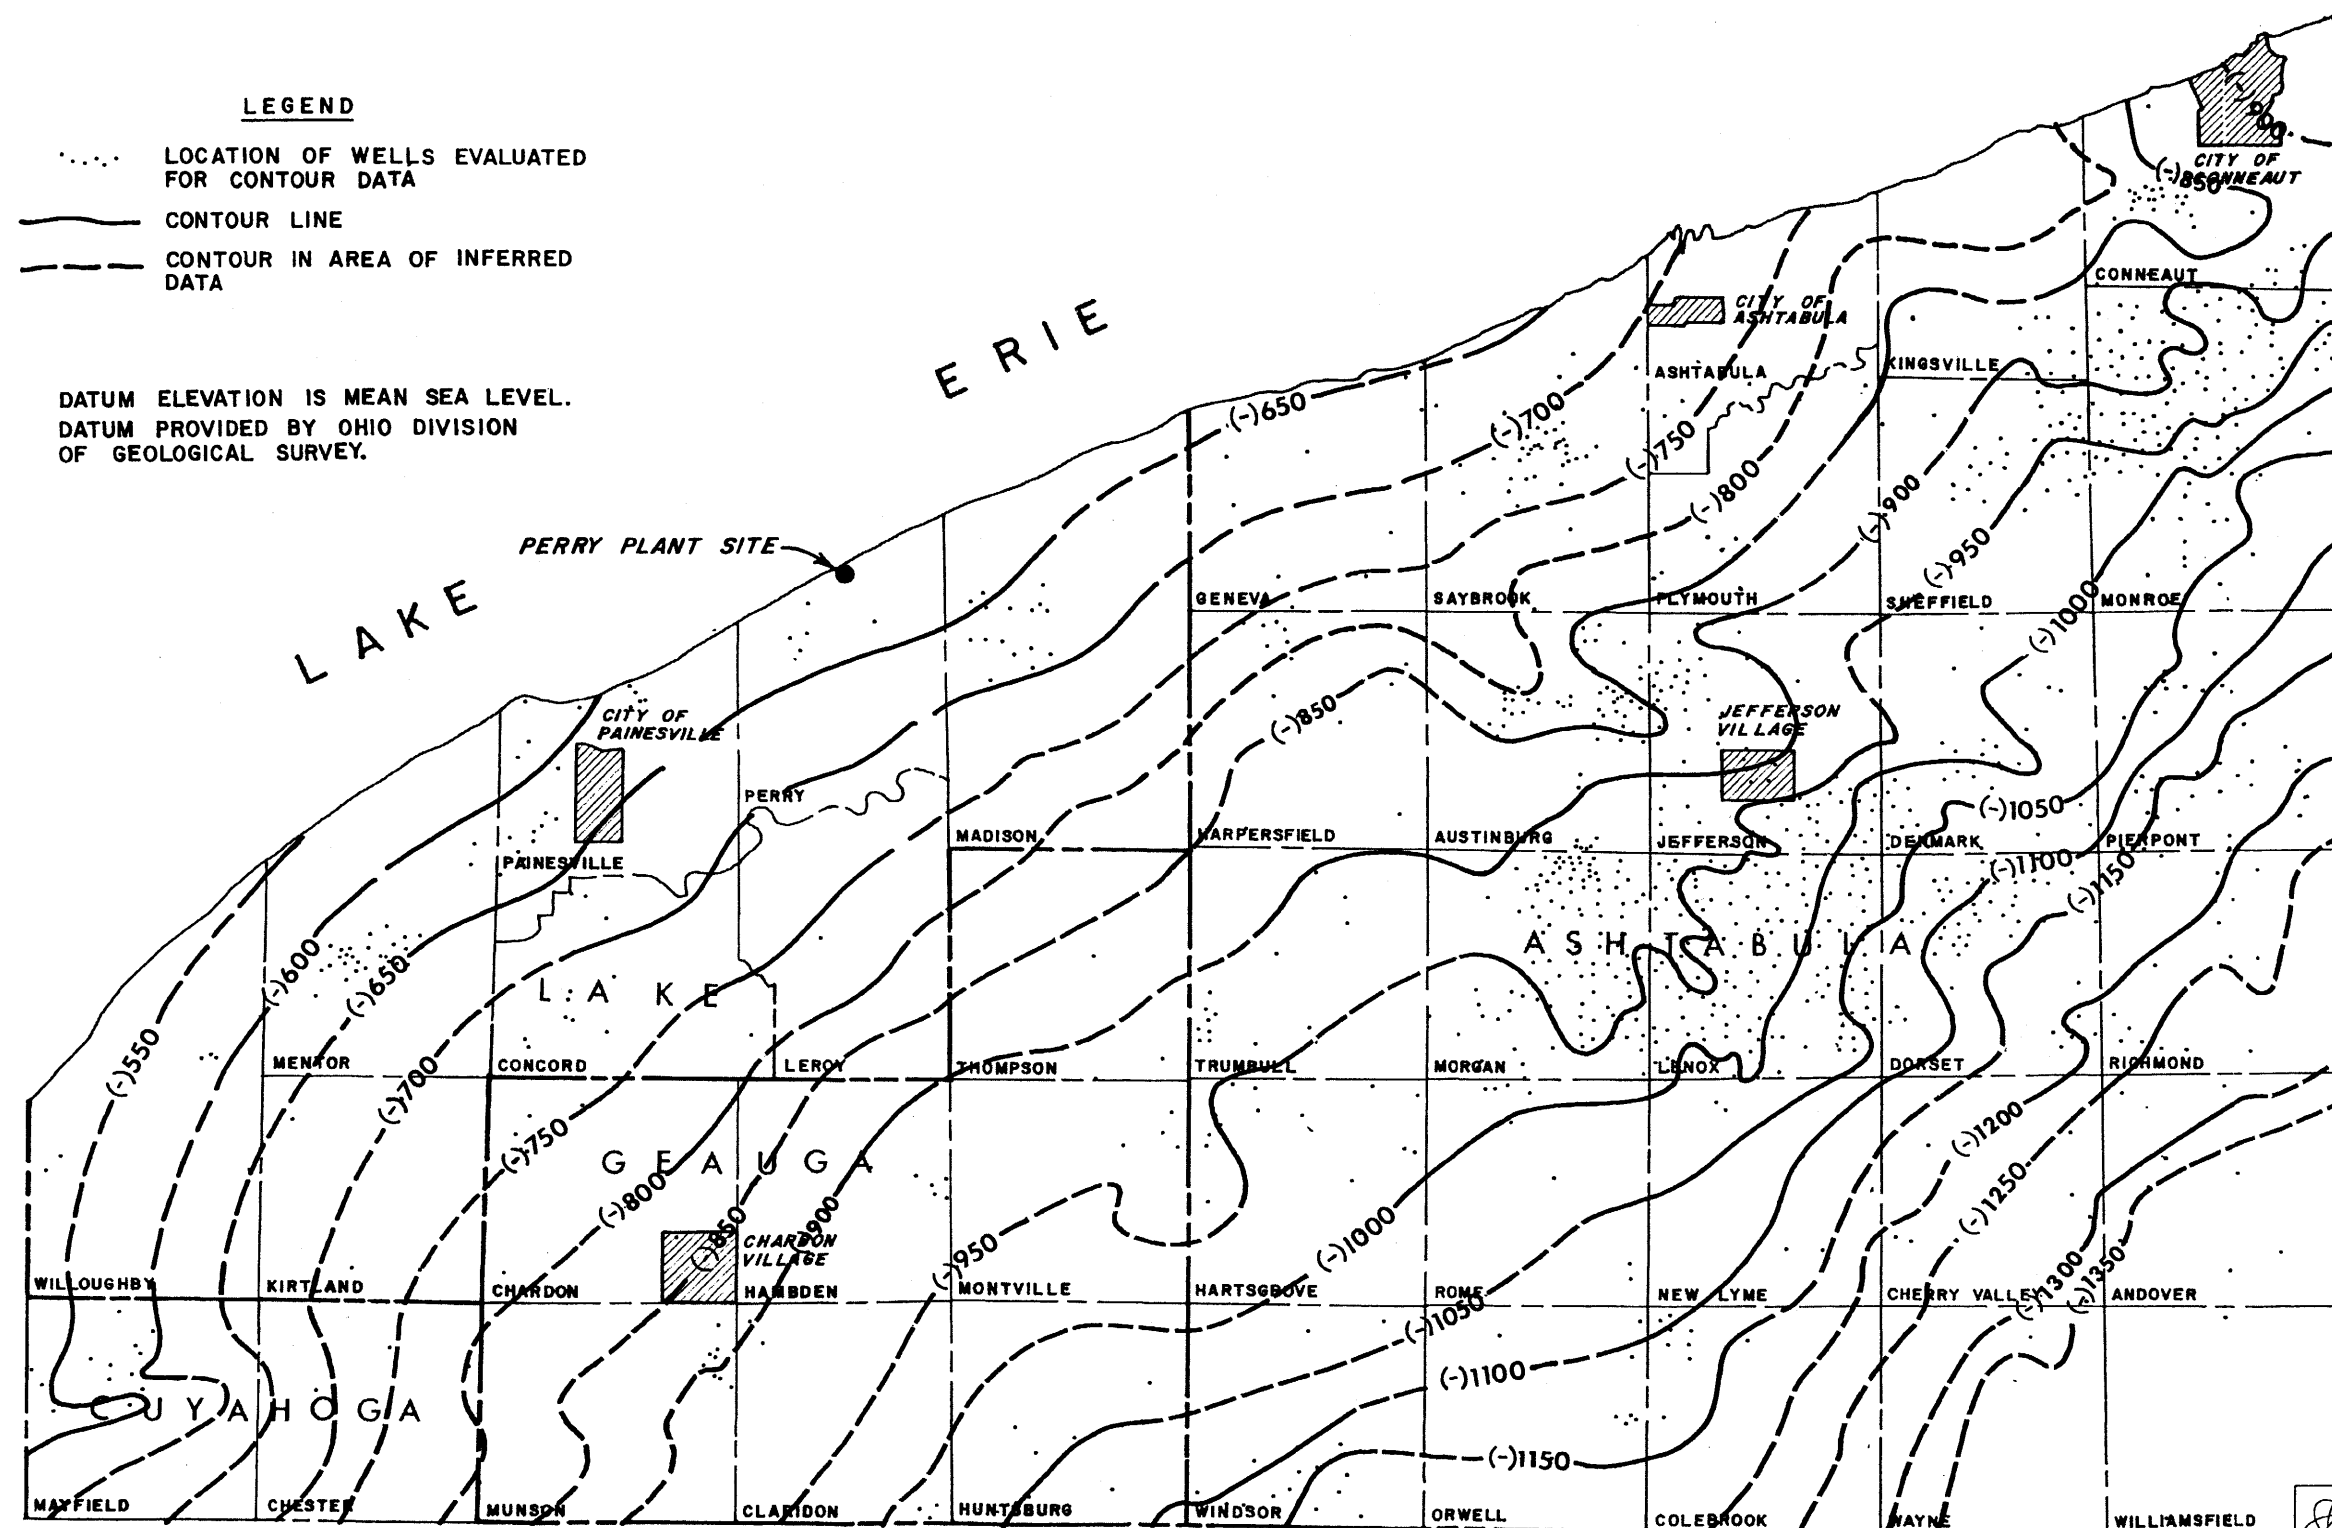 LEGEND
LOCATION OF WELLS EVALUATED
FOR CONTOUR DATA
CONTOUR LINE
CONTOUR IN AREA OF INFERRED
DATA
DATUM ELEVATION IS MEAN SEA LEVEL.
DATUM PROVIDED BY OHIO DIVISION
OF GEOLOGICAL SURVEY.
LAKE ERIE
PERRY PLANT SITE
CITY OF
CONNEAUT
(-)850
CONNEAUT
CITY OF
ASHTABULA
ASHTABULA
KINGSVILLE
(-)650
(-)700
(-)750
(-)800
(-)900
(-)950
(-)1000
GENEVA
SAYBROOK
PLYMOUTH
SHEFFIELD
MONROE
CITY OF
PAINESVILLE
(-)850
JEFFERSON
VILLAGE
PERRY
(-)1050
MADISON
HARPERSFIELD
AUSTINBURG
JEFFERSON
DENMARK
PIERPONT
PAINESVILLE
(-)1100
(-)1150
(-)600
(-)650
ASHTABULA
LAKE
(-)550
(-)700
MENTOR
CONCORD
LEROY
THOMPSON
TRUMBULL
MORGAN
LENOX
DORSET
RICHMOND
(-)750
(-)1200
GEAUGA
(-)800
(-)850
(-)900
(-)950
(-)1000
(-)1250
CHARDON
VILLAGE
(-)1300
(-)1350
WILLOUGHBY
KIRTLAND
CHARDON
HAMBDEN
MONTVILLE
HARTSGROVE
ROME
NEW LYME
CHERRY VALLEY
ANDOVER
(-)1050
(-)1100
CUYAHOGA
(-)1150
MAYFIELD
CHESTER
MUNSON
CLARIDON
HUNTSBURG
WINDSOR
ORWELL
COLEBROOK
WAYNE
WILLIAMSFIELD